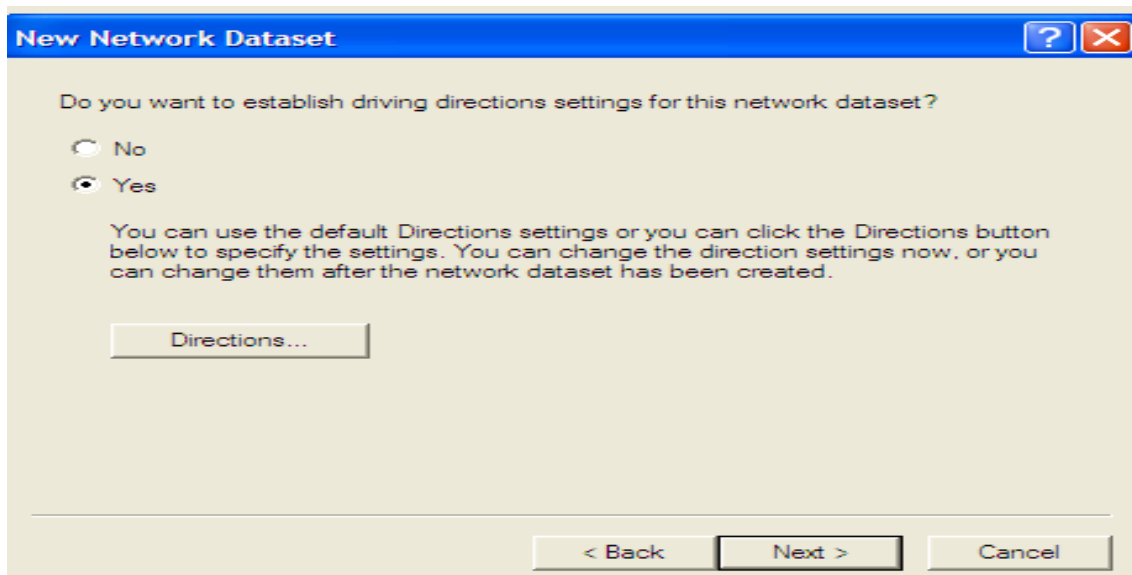 New Network Dataset
?
Do you want to establish driving directions settings for this network dataset?
No
Yes
You can use the default Directions settings or you can click the Directions button
below to specify the settings. You can change the direction settings now, or you
can change them after the network dataset has been created.
Directions...
< Back
Next >
Cancel